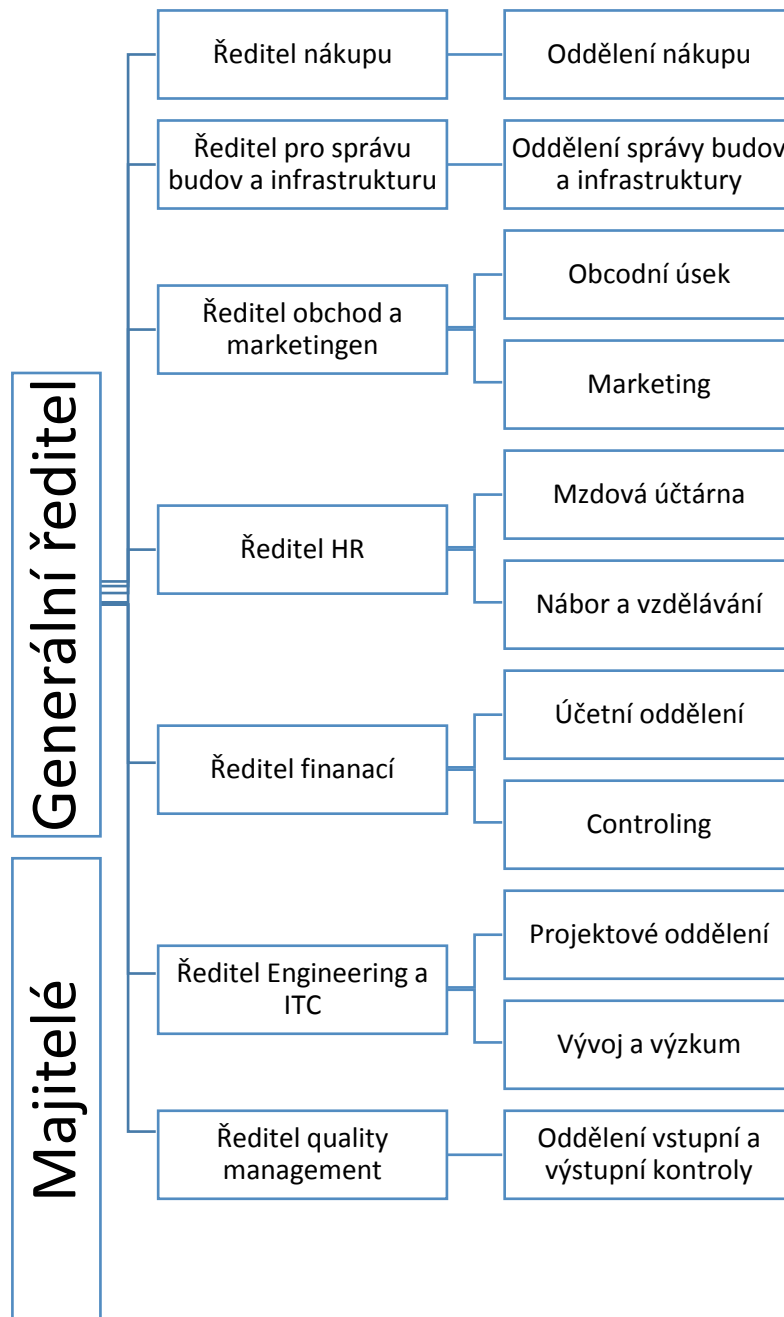 Generální ředitel
Majitelé
Ředitel nákupu
Oddělení nákupu
Ředitel pro správu
budov a infrastrukturu
Oddělení správy budov
a infrastruktury
Ředitel obchod a
marketingen
Obcodní úsek
Marketing
Ředitel HR
Mzdová účtárna
Nábor a vzdělávání
Ředitel finanací
Účetní oddělení
Controling
Ředitel Engineering a
ITC
Projektové oddělení
Vývoj a výzkum
Ředitel quality
management
Oddělení vstupní a
výstupní kontroly